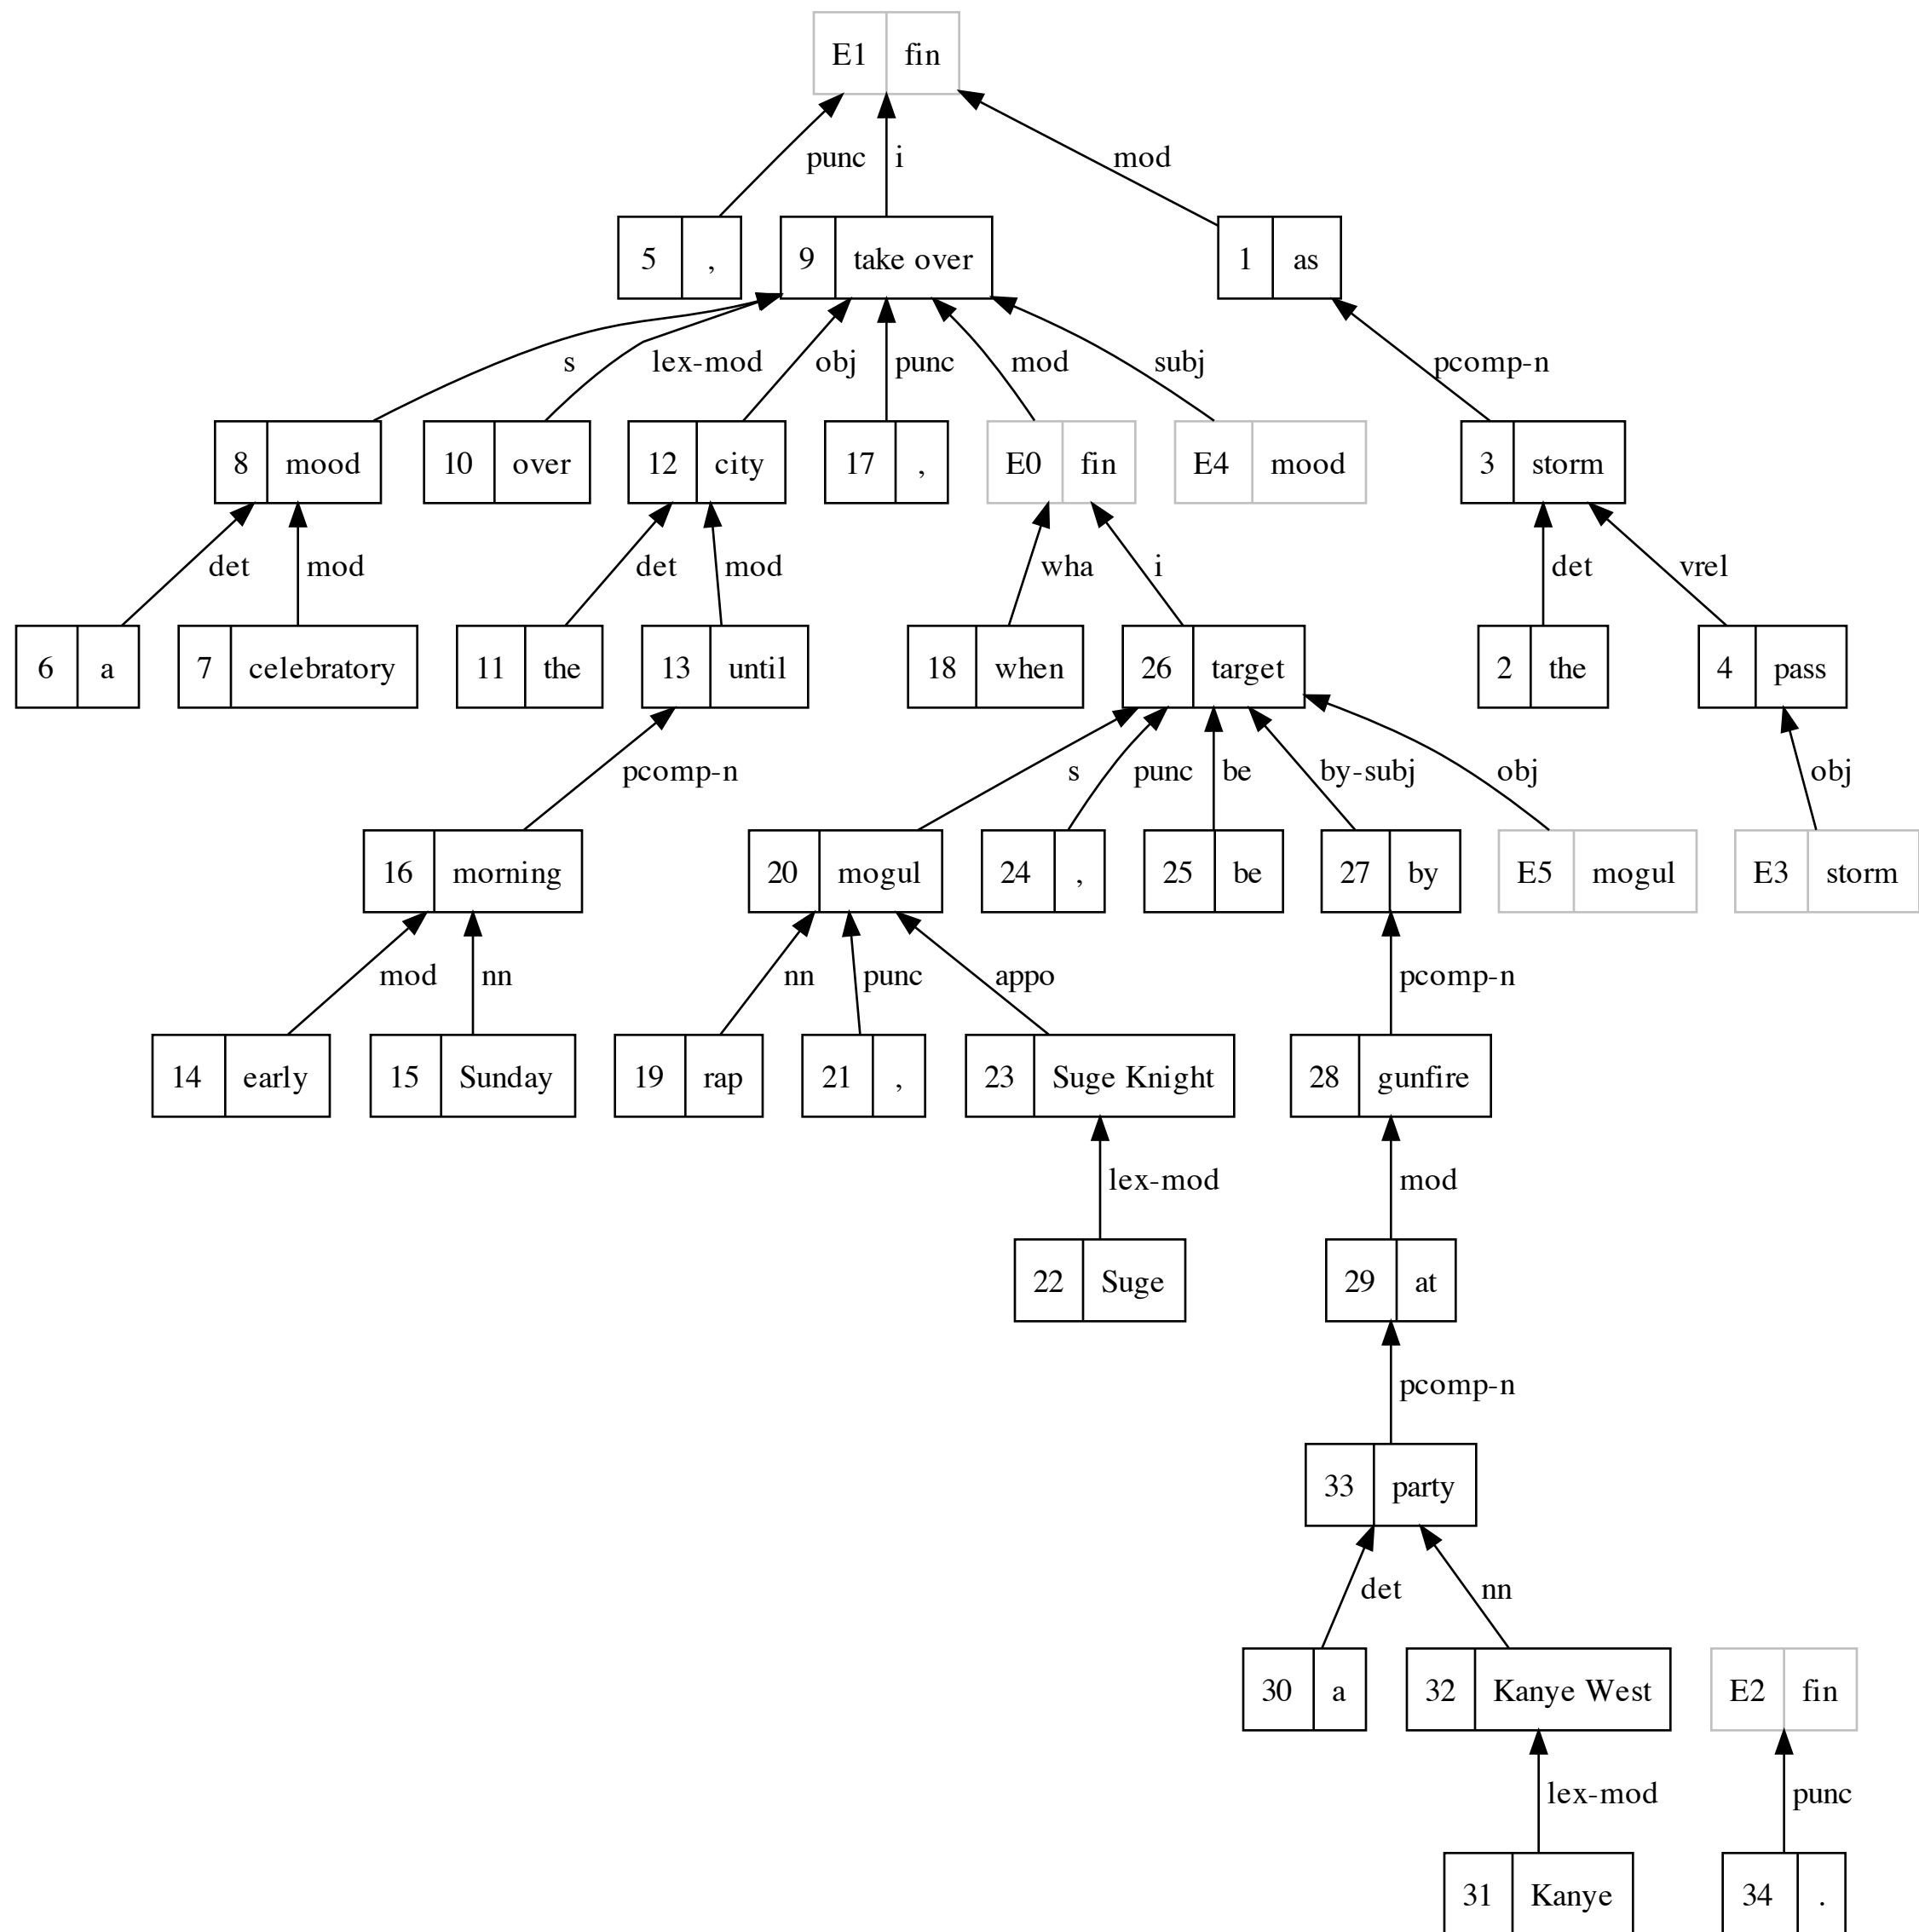 E1 fin
punc i mod
5 , 9 take over 1 as
s lex-mod obj punc mod subj pcomp-n
8 mood 10 over 12 city 17 , E0 fin E4 mood 3 storm
det mod det mod wha i det vrel
6 a 7 celebratory 11 the 13 until 18 when 26 target 2 the 4 pass
pcomp-n s punc be by-subj obj obj
16 morning 20 mogul 24 , 25 be 27 by E5 mogul E3 storm
mod nn nn punc appo pcomp-n
14 early 15 Sunday 19 rap 21 , 23 Suge Knight 28 gunfire
lex-mod mod
22 Suge 29 at
pcomp-n
33 party
det nn
30 a 32 Kanye West E2 fin
lex-mod punc
31 Kanye 34 .